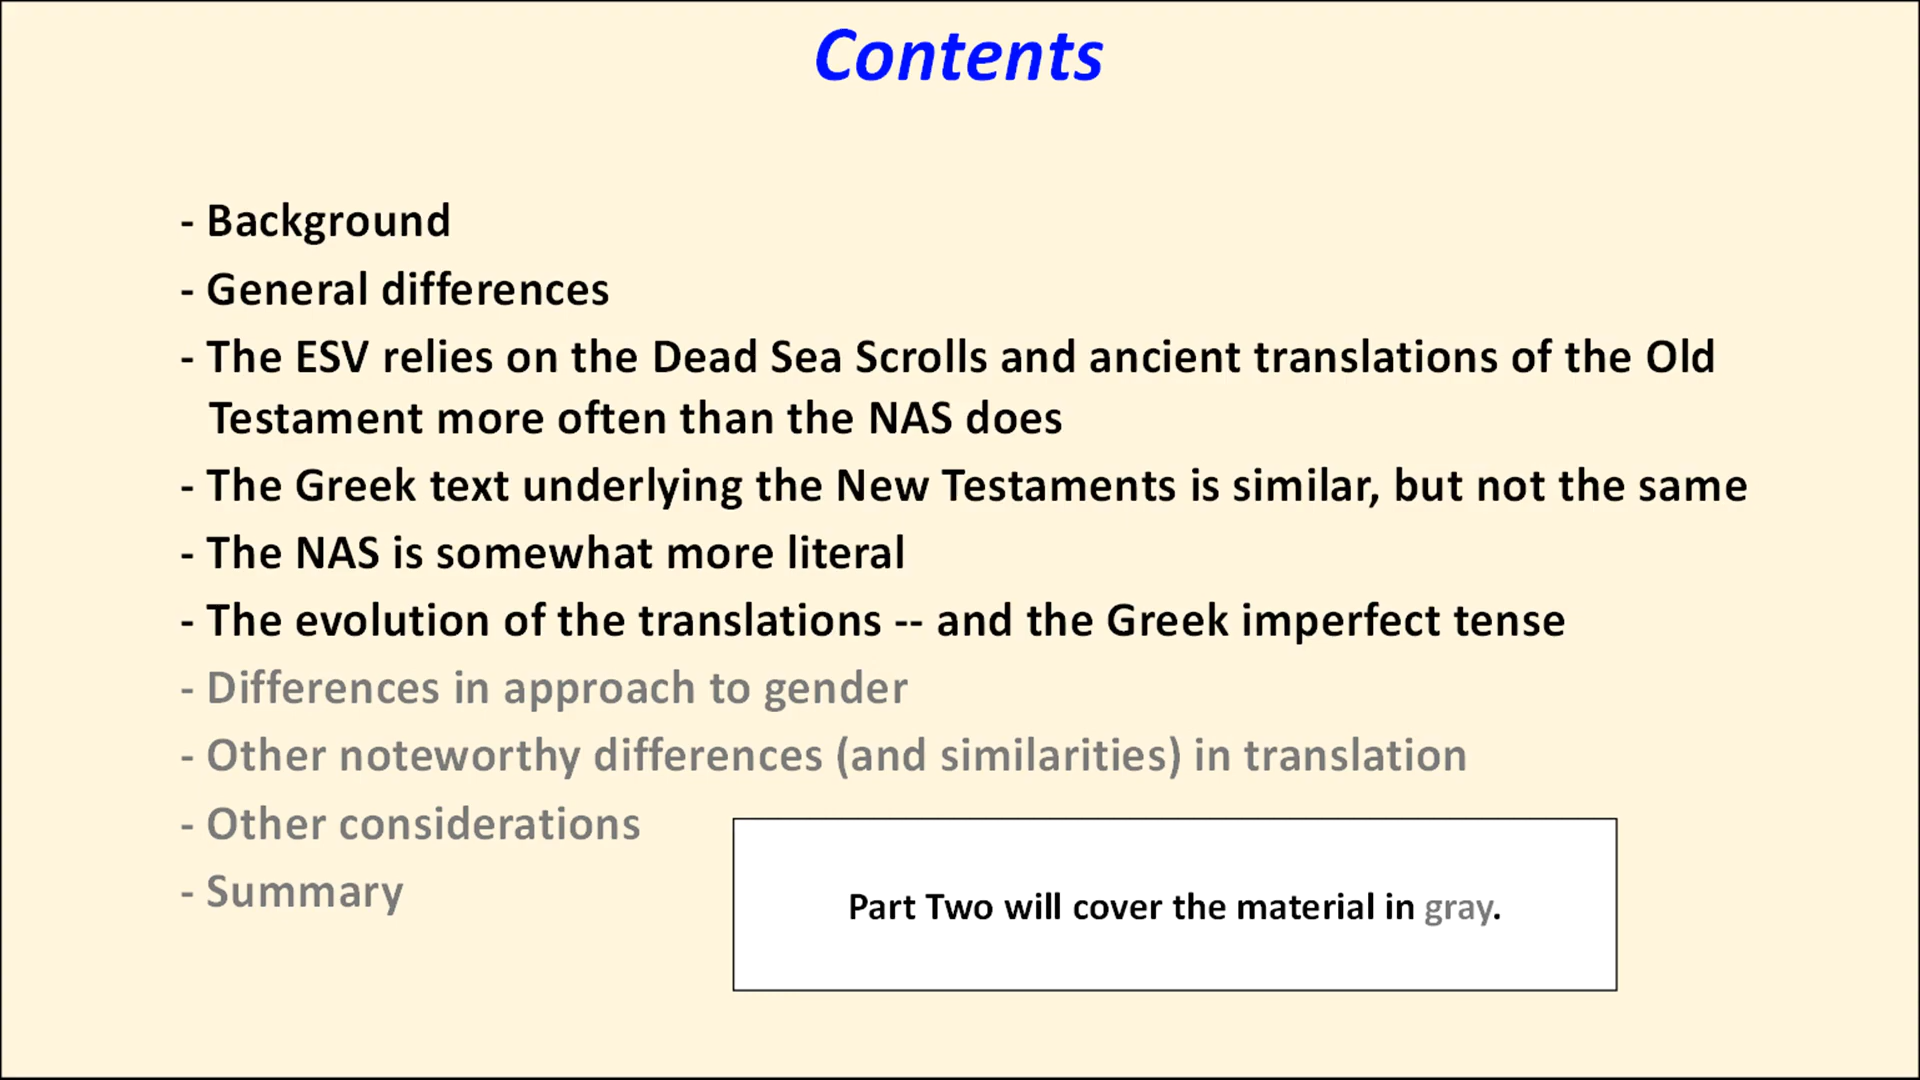 Contents
- Background
- General differences
- The ESV relies on the Dead Sea Scrolls and ancient translations of the Old
Testament more often than the NAS does
- The Greek text underlying the New Testaments is similar, but not the same
- The NAS is somewhat more literal
- The evolution of the translations -- and the Greek imperfect tense
- Differences in approach to gender
- Other noteworthy differences (and similarities) in translation
- Other considerations
- Summary
Part Two will cover the material in gray.